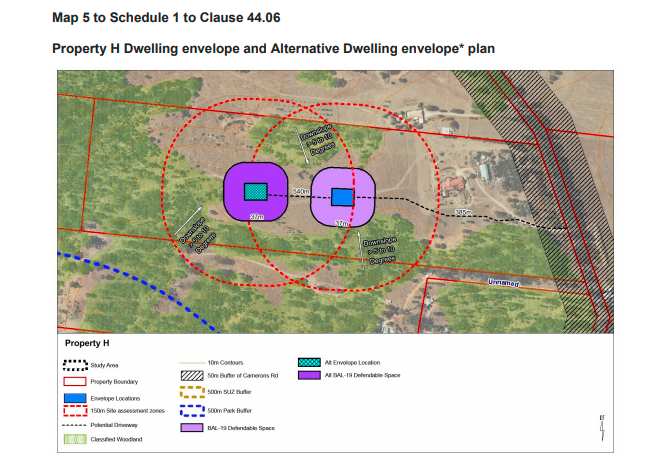 Map 5 to Schedule 1 to Clause 44.06
Property H Dwelling envelope and Alternative Dwelling envelope* plan
Downslope
> 5 to 10
Degrees
540m
37m
37m
385m
Downslope
> 5 to 10
Degrees
Downslope
> 5 to 10
Degrees
Unnamed
Property H
Study Area
Property Boundary
Envelope Locations
150m Site assessment zones
Potential Driveway
Classified Woodland
10m Contours
50m Buffer of Camerons Rd
500m SUZ Buffer
500m Park Buffer
BAL-19 Defendable Space
Alt Envelope Location
Alt BAL-19 Defendable Space
N